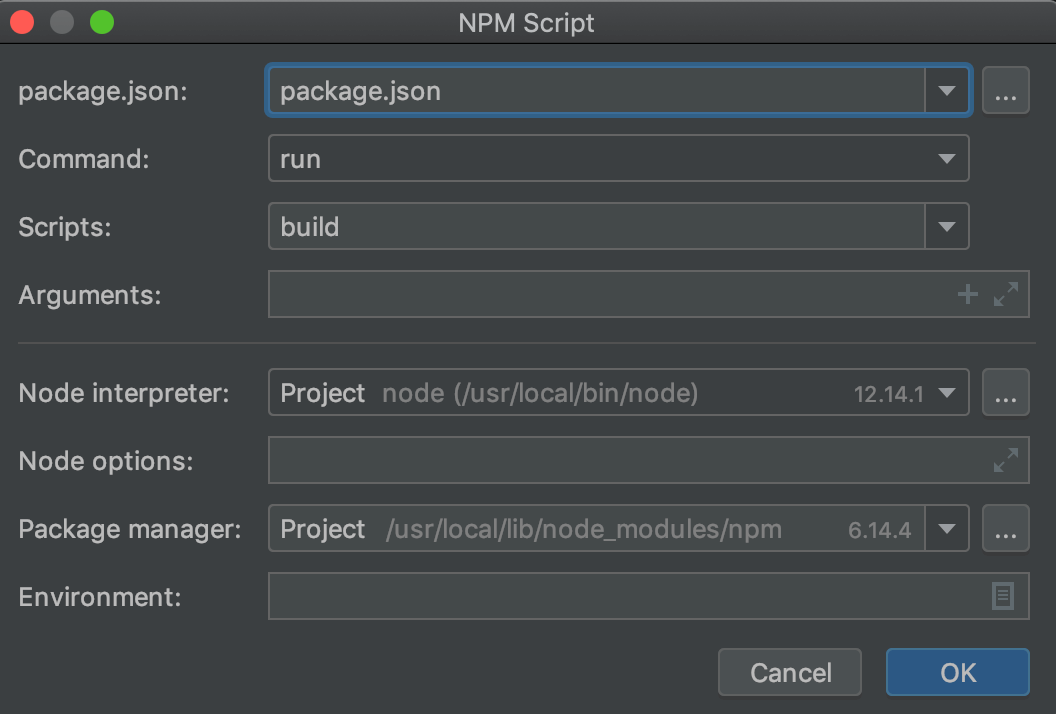 NPM Script
package.json: package.json ...
Command: run
Scripts: build
Arguments:
Node interpreter: Project node (/usr/local/bin/node) 12.14.1 ...
Node options:
Package manager: Project /usr/local/lib/node_modules/npm 6.14.4 ...
Environment:
Cancel OK